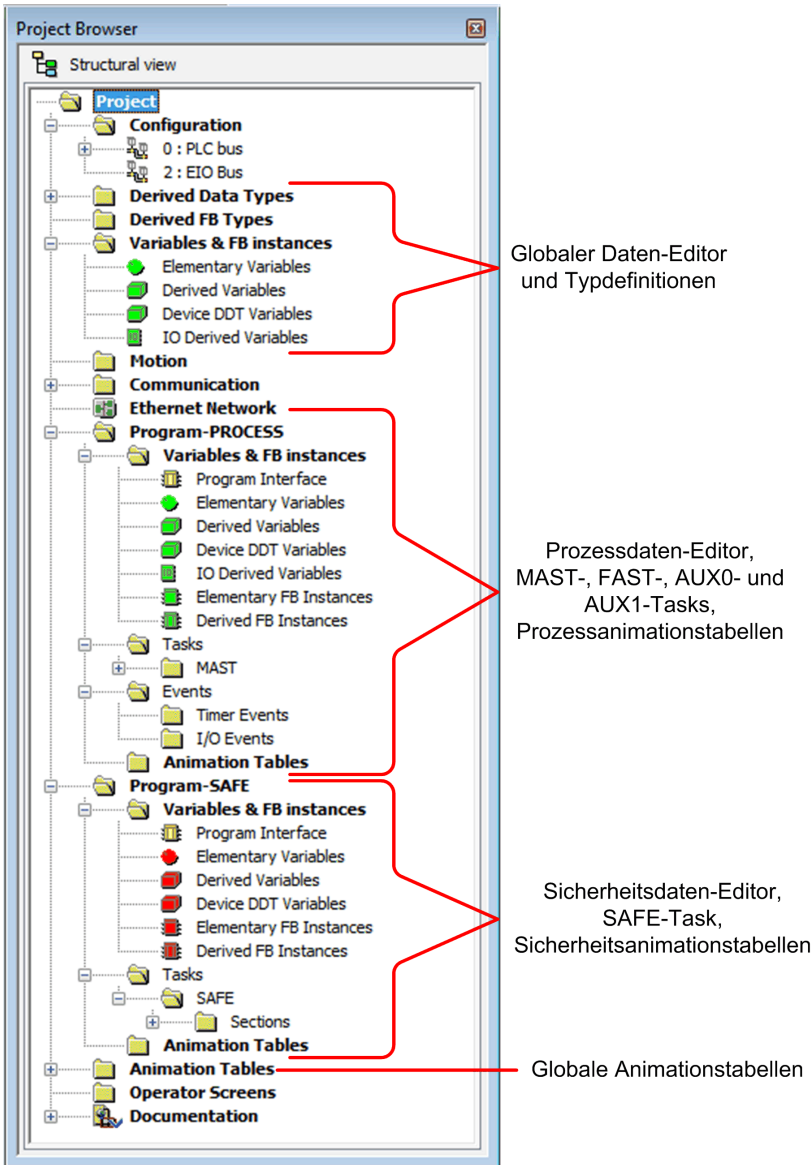 Project Browser
Structural view
Project
Configuration
0 : PLC bus
2 : EIO Bus
Derived Data Types
Derived FB Types
Variables & FB instances
Elementary Variables
Derived Variables
Device DDT Variables
IO Derived Variables
Motion
Communication
Ethernet Network
Program-PROCESS
Variables & FB instances
Program Interface
Elementary Variables
Derived Variables
Device DDT Variables
IO Derived Variables
Elementary FB Instances
Derived FB Instances
Tasks
MAST
Events
Timer Events
I/O Events
Animation Tables
Program-SAFE
Variables & FB instances
Program Interface
Elementary Variables
Derived Variables
Device DDT Variables
Elementary FB Instances
Derived FB Instances
Tasks
SAFE
Sections
Animation Tables
Animation Tables
Operator Screens
Documentation
Globaler Daten-Editor
und Typdefinitionen
Prozessdaten-Editor,
MAST-, FAST-, AUX0- und
AUX1-Tasks,
Prozessanimationstabellen
Sicherheitsdaten-Editor,
SAFE-Task,
Sicherheitsanimationstabellen
Globale Animationstabellen